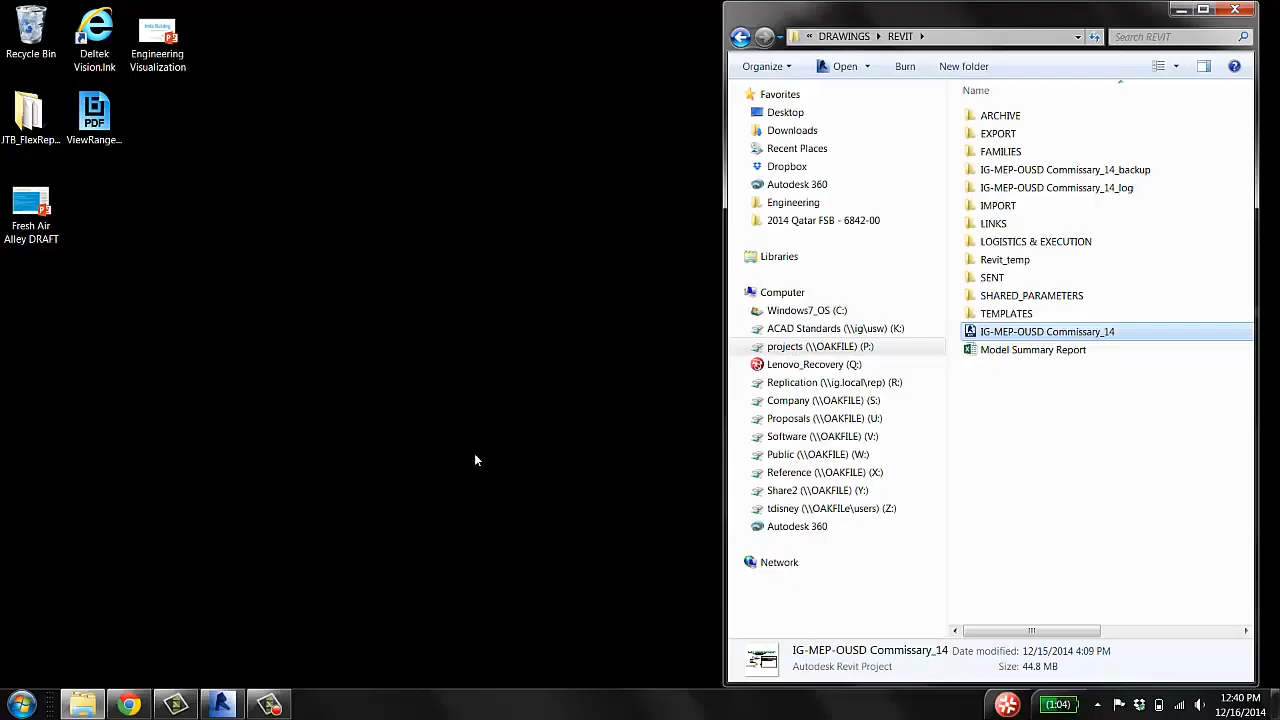 Recycle Bin
Deltek
Vision.lnk
Engineering
Visualization
JTB_FlexRep...
PDF
ViewRange...
Fresh Air
Alley DRAFT
« DRAWINGS REVIT
Search REVIT
Organize
Open
Burn
New folder
Favorites
Desktop
Downloads
Recent Places
Dropbox
Autodesk 360
Engineering
2014 Qatar FSB - 6842-00
Libraries
Computer
Windows7_OS (C:)
ACAD Standards (\\ig\usw) (K:)
projects (\\OAKFILE) (P:)
Lenovo_Recovery (Q:)
Replication (\\ig.local\rep) (R:)
Company (\\OAKFILE) (S:)
Proposals (\\OAKFILE) (U:)
Software (\\OAKFILE) (V:)
Public (\\OAKFILE) (W:)
Reference (\\OAKFILE) (X:)
Share2 (\\OAKFILE) (Y:)
tdisney (\\OAKFILe\users) (Z:)
Autodesk 360
Network
Name
ARCHIVE
EXPORT
FAMILIES
IG-MEP-OUSD Commissary_14_backup
IG-MEP-OUSD Commissary_14_log
IMPORT
LINKS
LOGISTICS & EXECUTION
Revit_temp
SENT
SHARED_PARAMETERS
TEMPLATES
IG-MEP-OUSD Commissary_14
Model Summary Report
IG-MEP-OUSD Commissary_14 Date modified: 12/15/2014 4:09 PM
Autodesk Revit Project Size: 44.8 MB
(1:04)
12:40 PM
12/16/2014